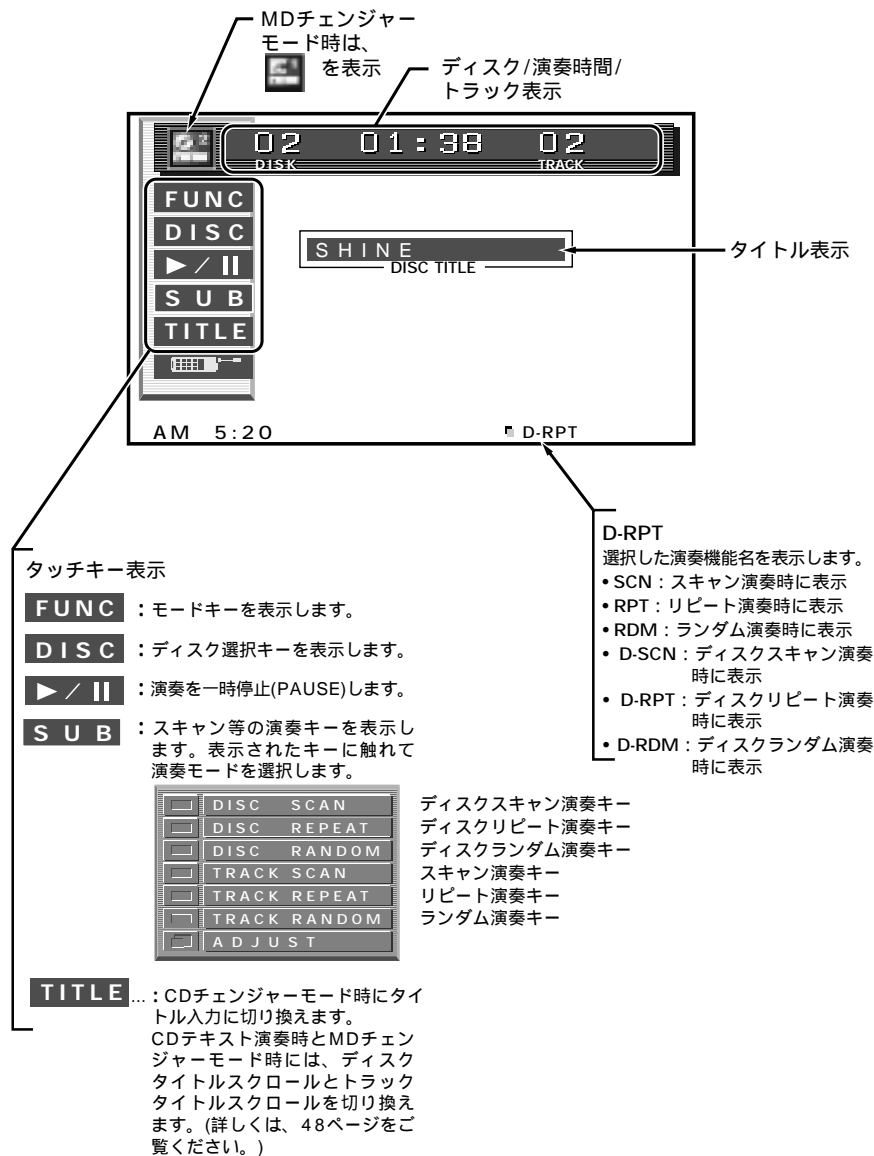 MDチェンジャー
モード時は、
を表示
ディスク/演奏時間/
トラック表示
02 01:38 02
DISK TRACK
FUNC
DISC
▶/II
SUB
TITLE
SHINE
DISC TITLE
タイトル表示
AM 5:20
D-RPT
D-RPT
選択した演奏機能名を表示します。
•SCN：スキャン演奏時に表示
•RPT：リピート演奏時に表示
•RDM：ランダム演奏時に表示
• D-SCN：ディスクスキャン演奏
時に表示
• D-RPT：ディスクリピート演奏
時に表示
• D-RDM：ディスクランダム演奏
時に表示
タッチキー表示
FUNC ：モードキーを表示します。
DISC ：ディスク選択キーを表示します。
▶/II ：演奏を一時停止(PAUSE)します。
SUB ：スキャン等の演奏キーを表示し
ます。表示されたキーに触れて
演奏モードを選択します。
DISC SCAN ディスクスキャン演奏キー
DISC REPEAT ディスクリピート演奏キー
DISC RANDOM ディスクランダム演奏キー
TRACK SCAN スキャン演奏キー
TRACK REPEAT リピート演奏キー
TRACK RANDOM ランダム演奏キー
ADJUST
TITLE...：CDチェンジャーモード時にタイ
トル入力に切り換えます。
CDテキスト演奏時とMDチェン
ジャーモード時には、ディスク
タイトルスクロールとトラック
タイトルスクロールを切り換え
ます。(詳しくは、48ページをご
覧ください。)